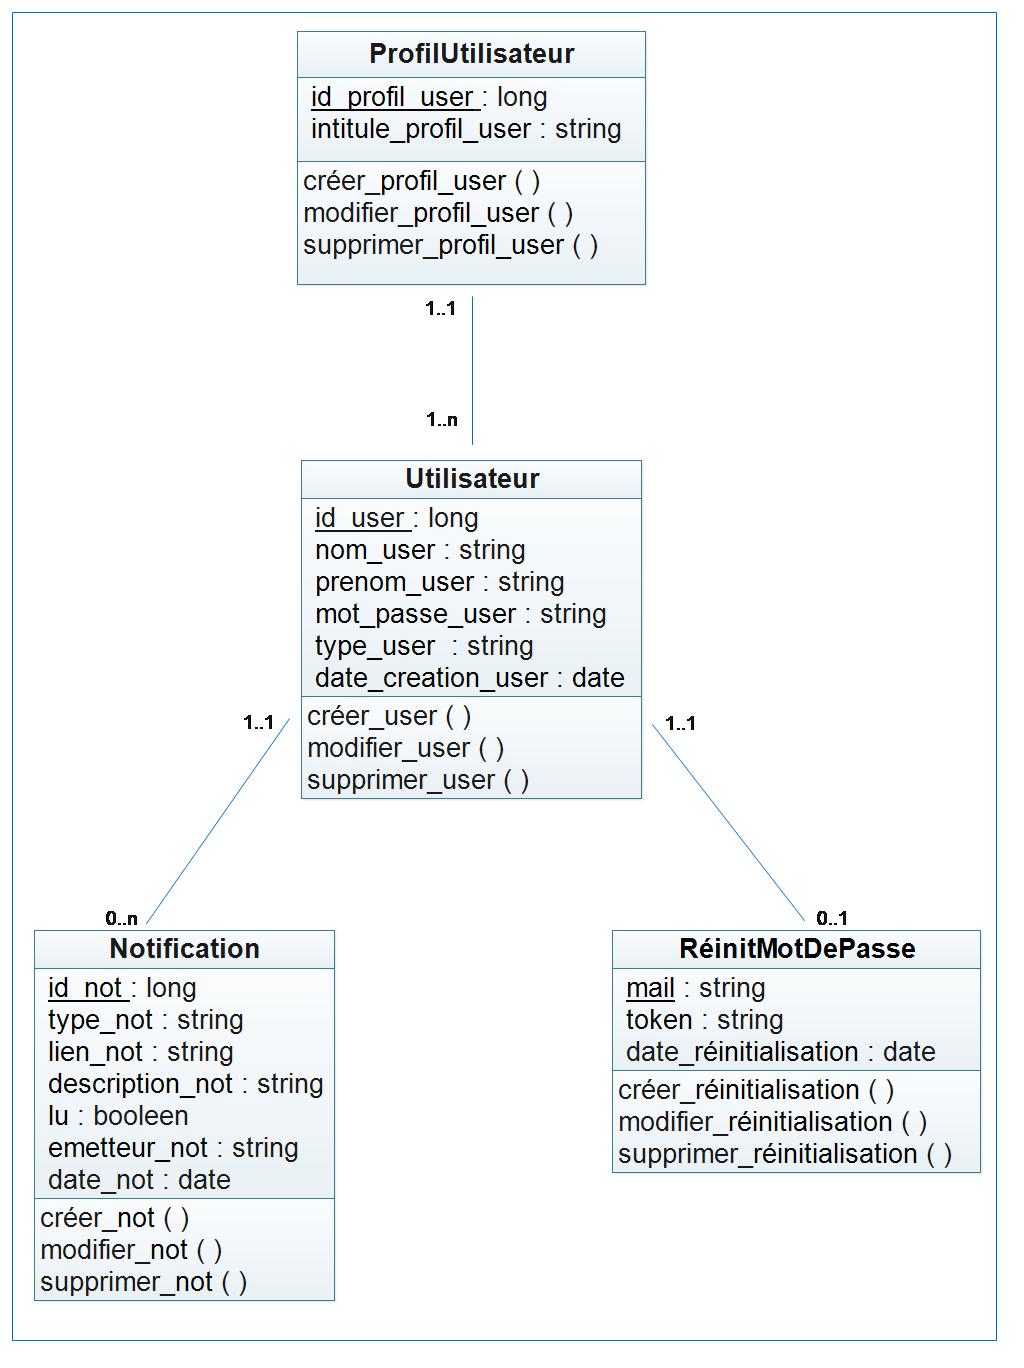 ProfilUtilisateur
id_profil_user : long
intitule_profil_user : string
créer_profil_user ( )
modifier_profil_user ( )
supprimer_profil_user ( )
1..1
1..n
Utilisateur
id_user : long
nom_user : string
prenom_user : string
mot_passe_user : string
type_user : string
date_creation_user : date
créer_user ( )
modifier_user ( )
supprimer_user ( )
1..1
1..1
0..n
0..1
Notification
id_not : long
type_not : string
lien_not : string
description_not : string
lu : booleen
emetteur_not : string
date_not : date
créer_not ( )
modifier_not ( )
supprimer_not ( )
RéinitMotDePasse
mail : string
token : string
date_réinitialisation : date
créer_réinitialisation ( )
modifier_réinitialisation ( )
supprimer_réinitialisation ( )